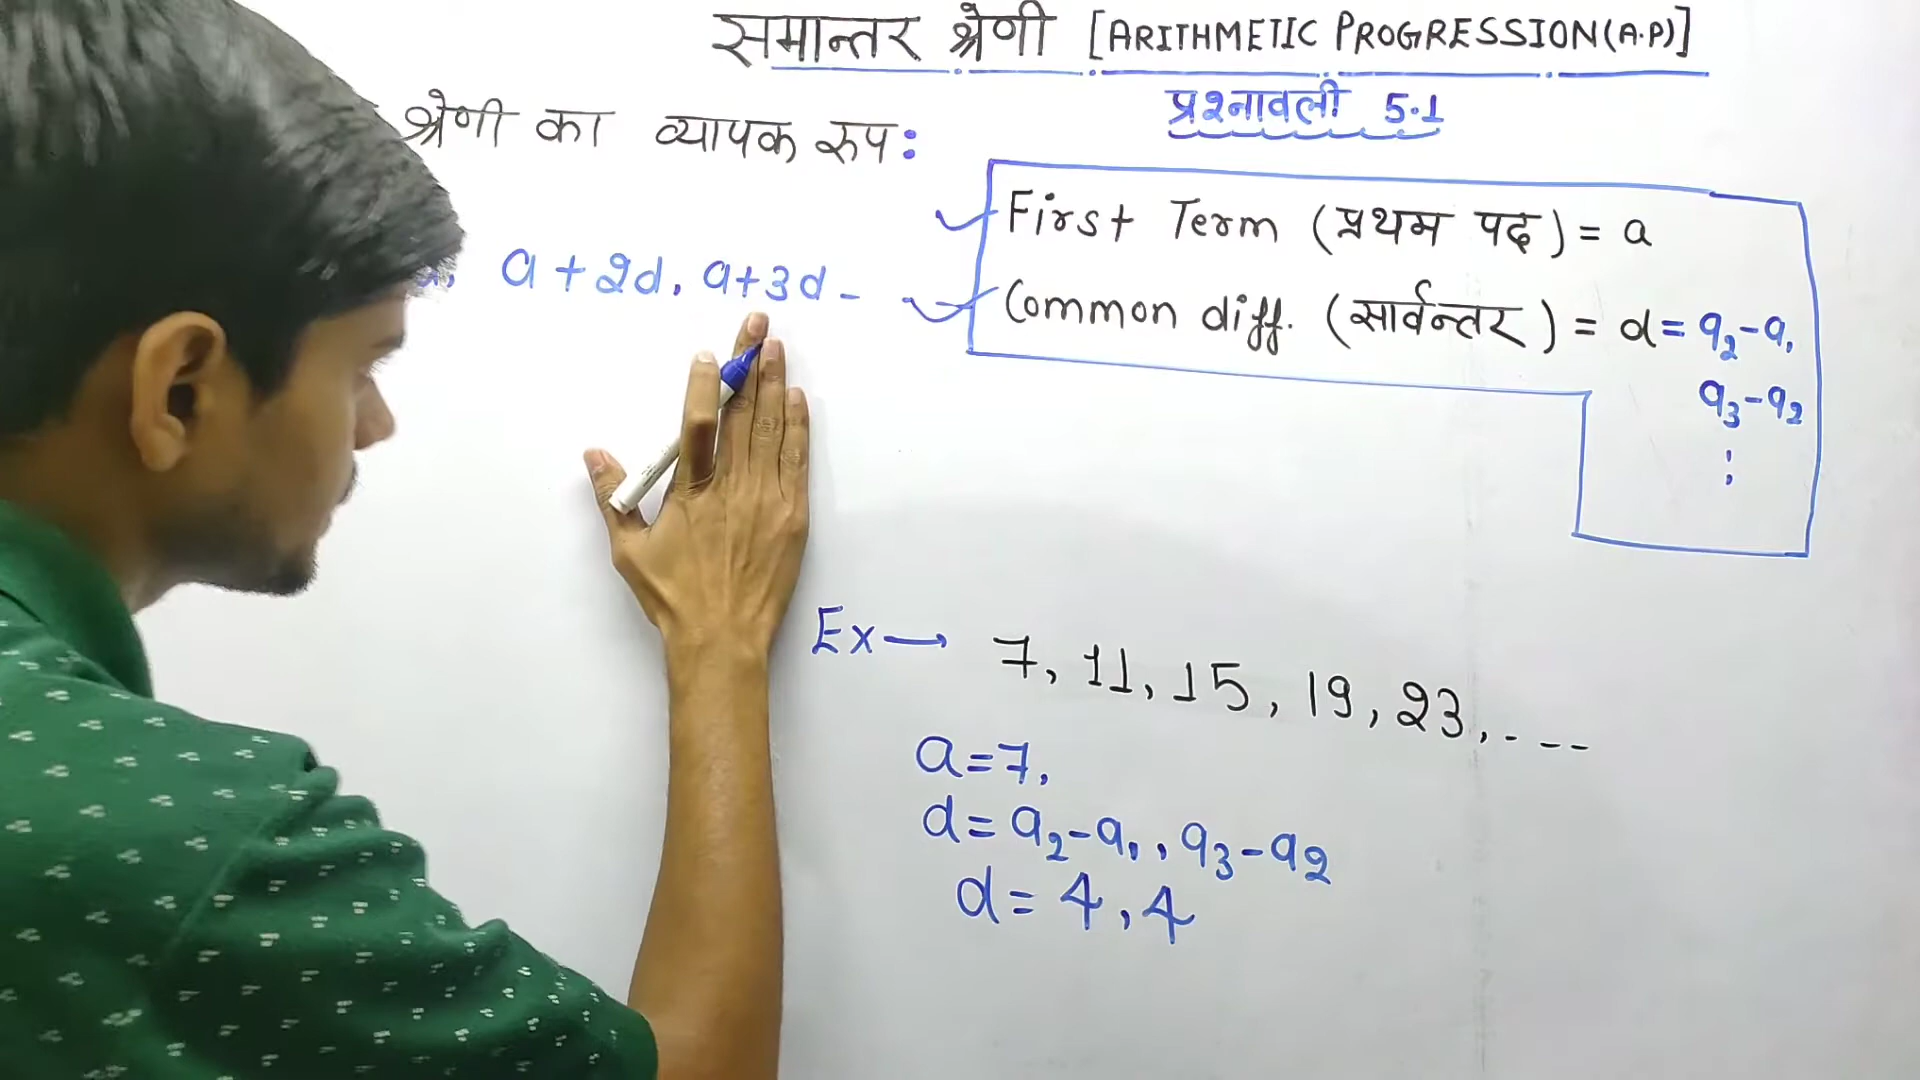 समान्तर श्रेणी [ARITHMETIC PROGRESSION(A.P)]
प्रश्नावली 5.1
श्रेणी का व्यापक रुप:
a + 2d, a+3d -
First Term (प्रथम पद) = a
Common diff. (सार्वन्तर) = d = a₂-a₁
a₃-a₂
⋮
Ex→ 7, 11, 15, 19, 23, . - - -
a=7,
d=a₂-a₁, a₃-a₂
d= 4, 4